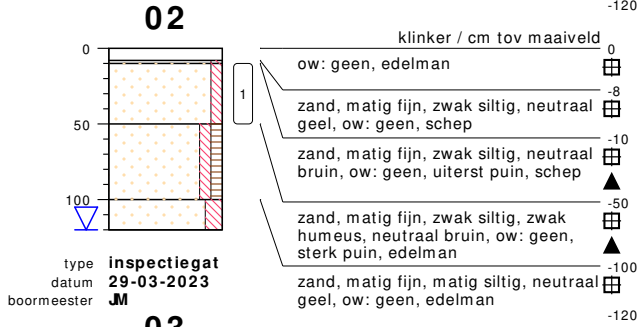 -120
02
klinker / cm tov maaiveld
0
0
ow: geen, edelman
-8
zand, matig fijn, zwak siltig, neutraal
geel, ow: geen, schep
1
-10
50
zand, matig fijn, zwak siltig, neutraal
bruin, ow: geen, uiterst puin, schep
-50
100
zand, matig fijn, zwak siltig, zwak
humeus, neutraal bruin, ow: geen,
sterk puin, edelman
-100
type inspectiegat
datum 29-03-2023
boormeester JM
zand, matig fijn, matig siltig, neutraal
geel, ow: geen, edelman
-120
03